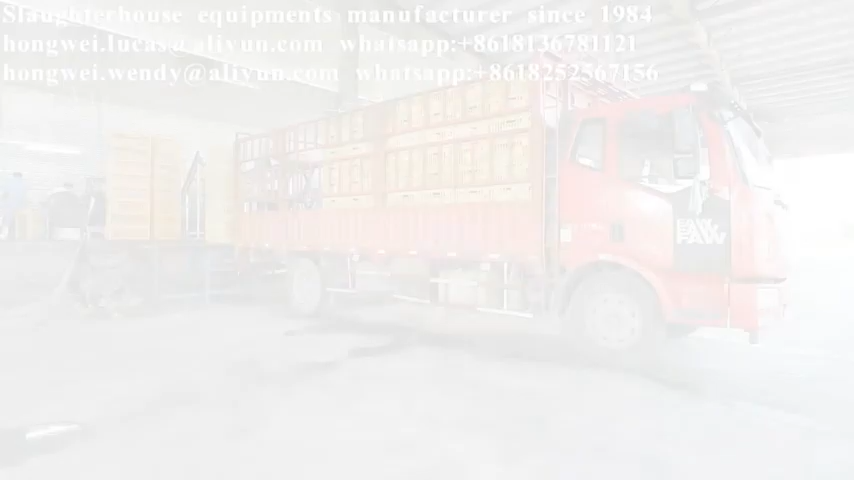 Slaughterhouse equipments manufacturer since 1984
hongwei.lucas@aliyun.com whatsapp:+8618136781121
hongwei.wendy@aliyun.com whatsapp:+8618252567156
FAW